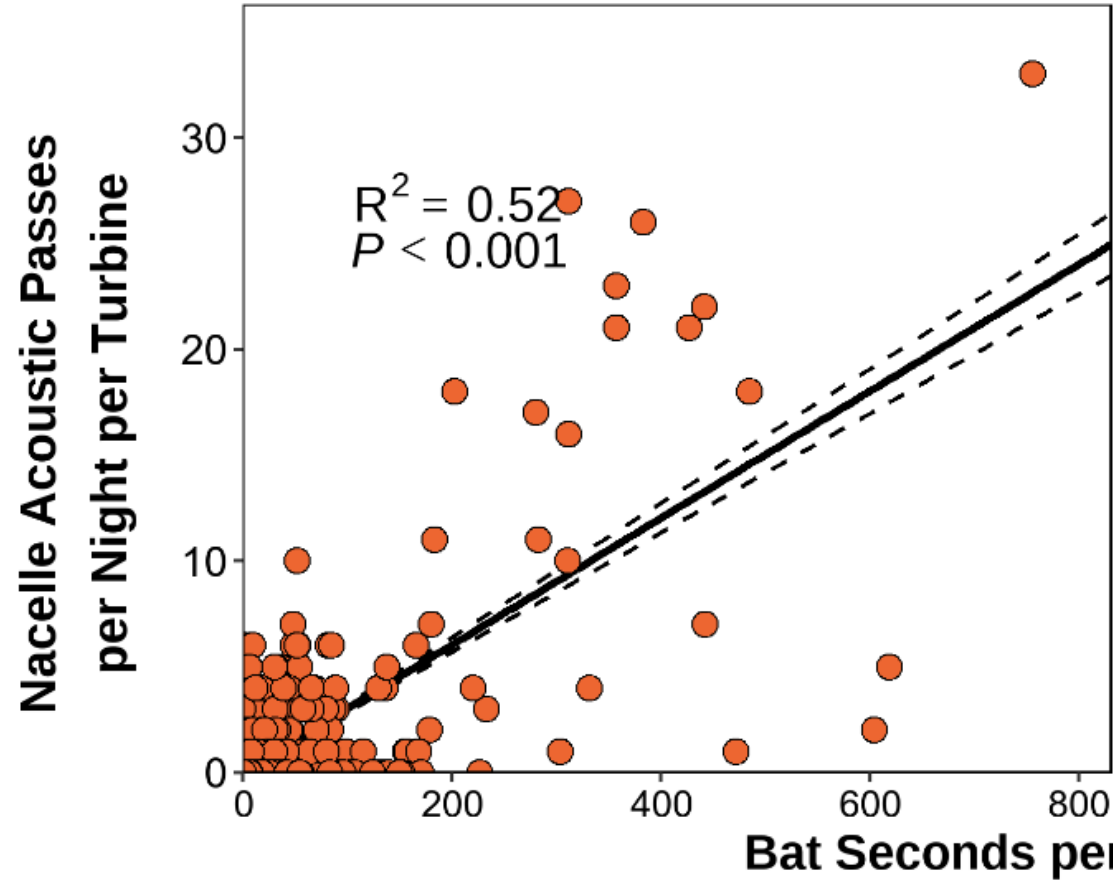 Nacelle Acoustic Passes
per Night per Turbine
30
20
10
0
R² = 0.52
P < 0.001
0 200 400 600 800
Bat Seconds per